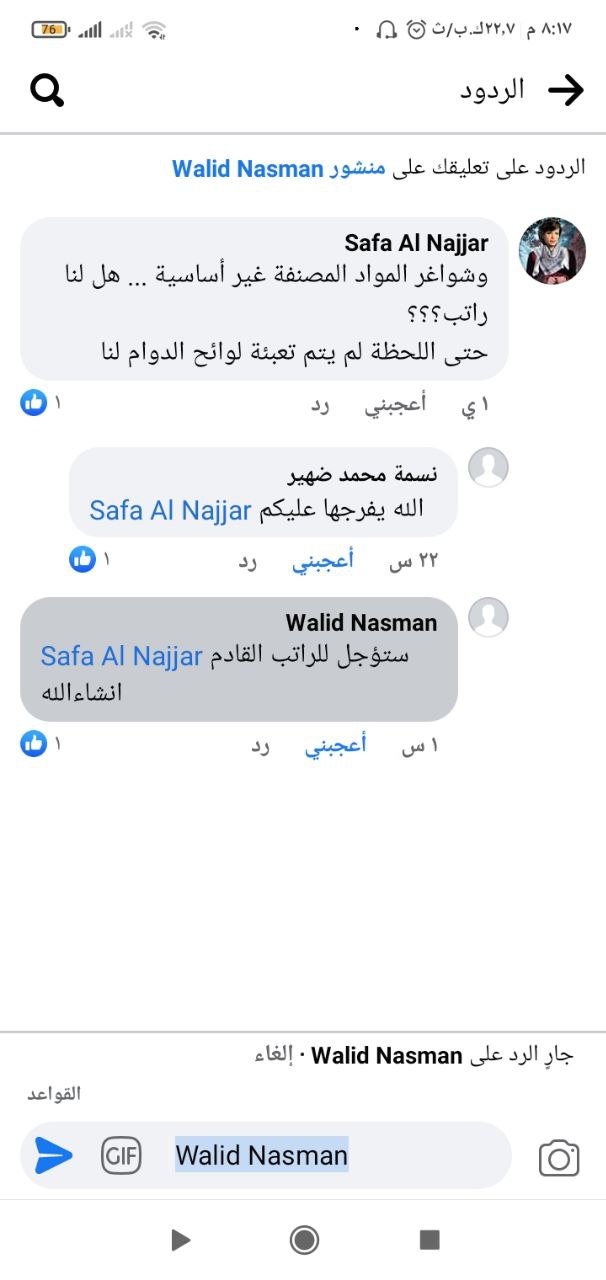 ٨:١٧ م ٢٢,٧ك.ب/ث
76
الردود
الردود على تعليقك على منشور Walid Nasman
Safa Al Najjar
وشواغر المواد المصنفة غير أساسية ... هل لنا
راتب؟؟؟
حتى اللحظة لم يتم تعبئة لوائح الدوام لنا
١ ي أعجبني رد ١
نسمة محمد ضهير
Safa Al Najjar الله يفرجها عليكم
٢٢ س أعجبني رد ١
Walid Nasman
Safa Al Najjar ستؤجل للراتب القادم
انشاءالله
١ س أعجبني رد ١
جارٍ الرد على Walid Nasman · إلغاء
القواعد
Walid Nasman
GIF